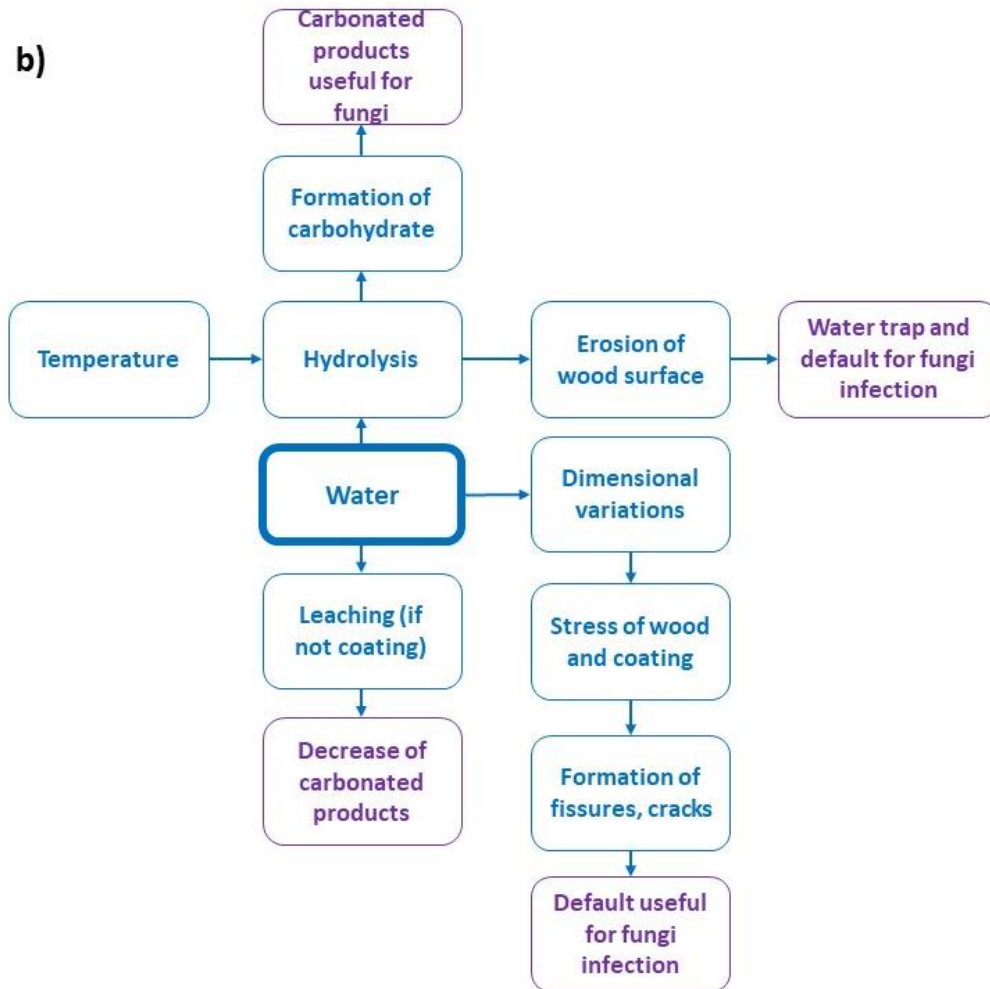 b)
Carbonated
products
useful for
fungi
Formation of
carbohydrate
Temperature
Hydrolysis
Erosion of
wood surface
Water trap and
default for fungi
infection
Water
Dimensional
variations
Leaching (if
not coating)
Stress of wood
and coating
Decrease of
carbonated
products
Formation of
fissures, cracks
Default useful
for fungi
infection